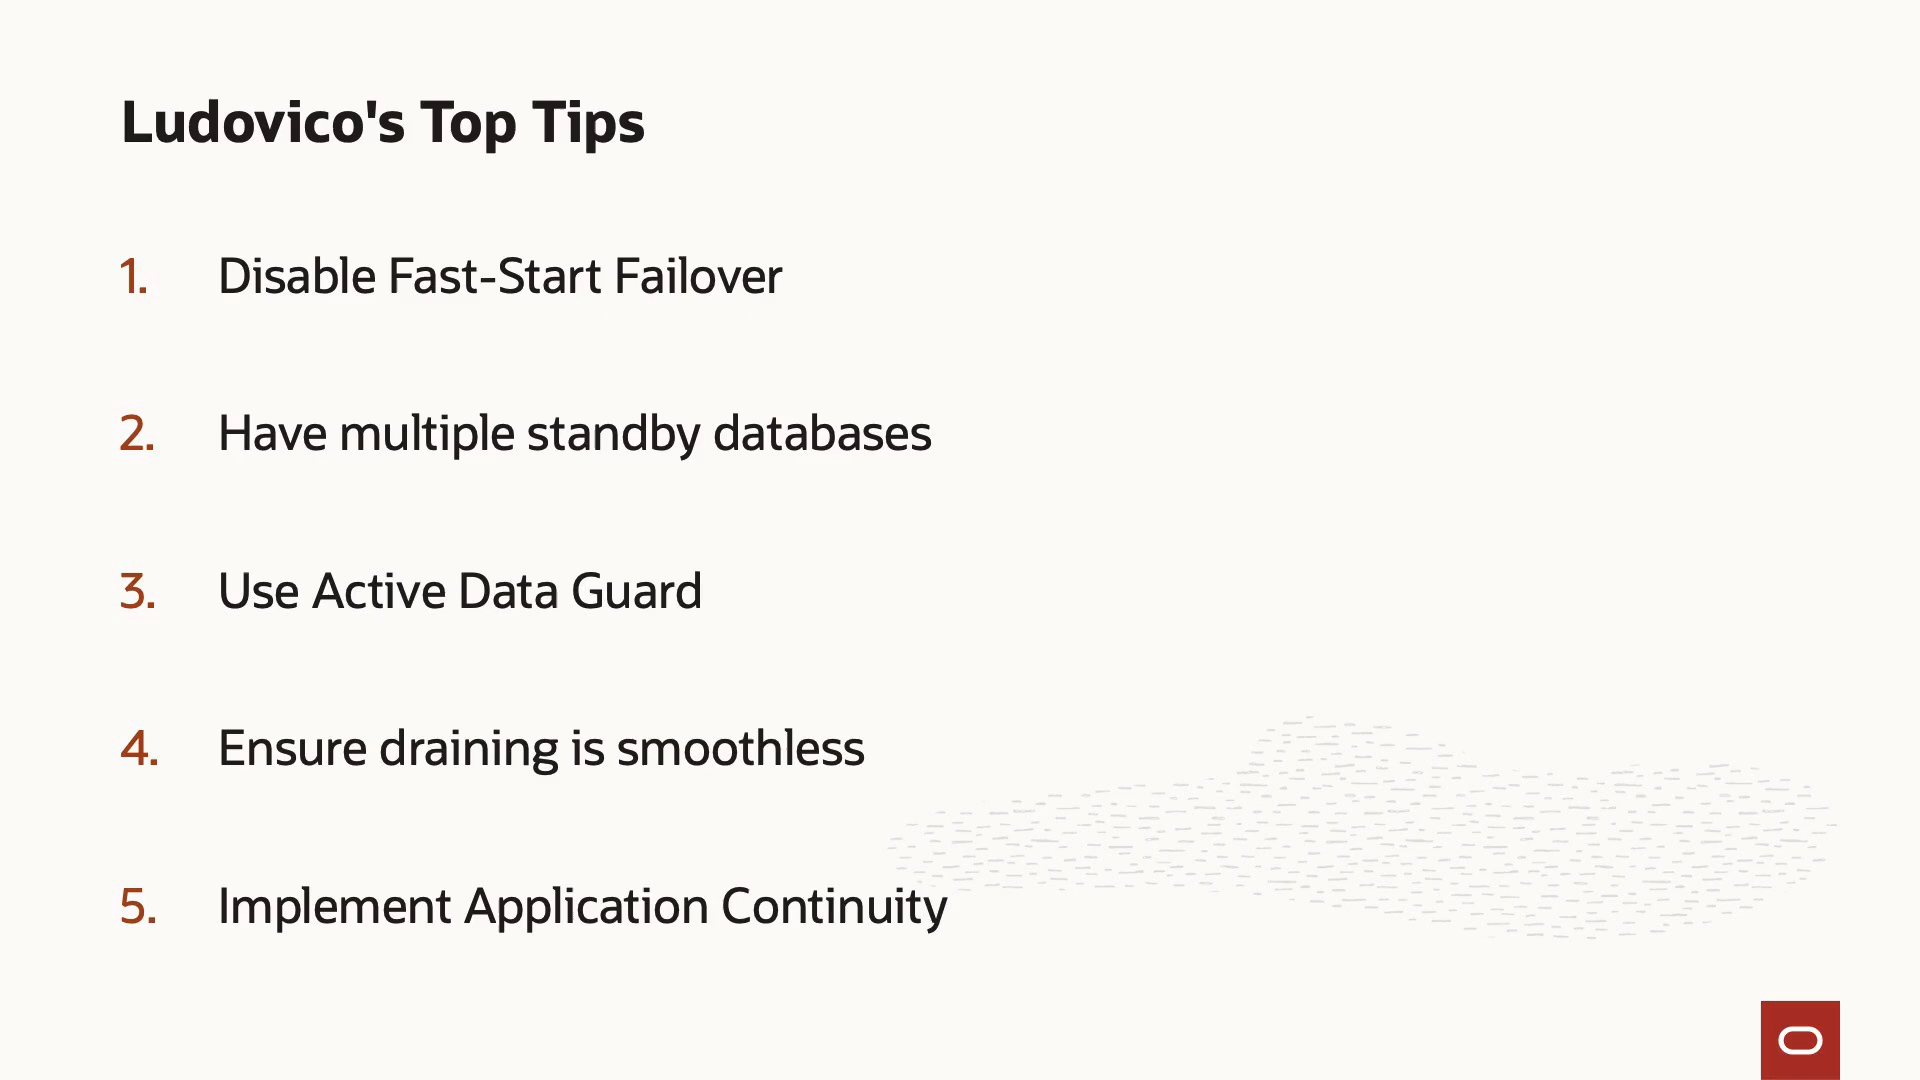 Ludovico's Top Tips
1. Disable Fast-Start Failover
2. Have multiple standby databases
3. Use Active Data Guard
4. Ensure draining is smoothless
5. Implement Application Continuity